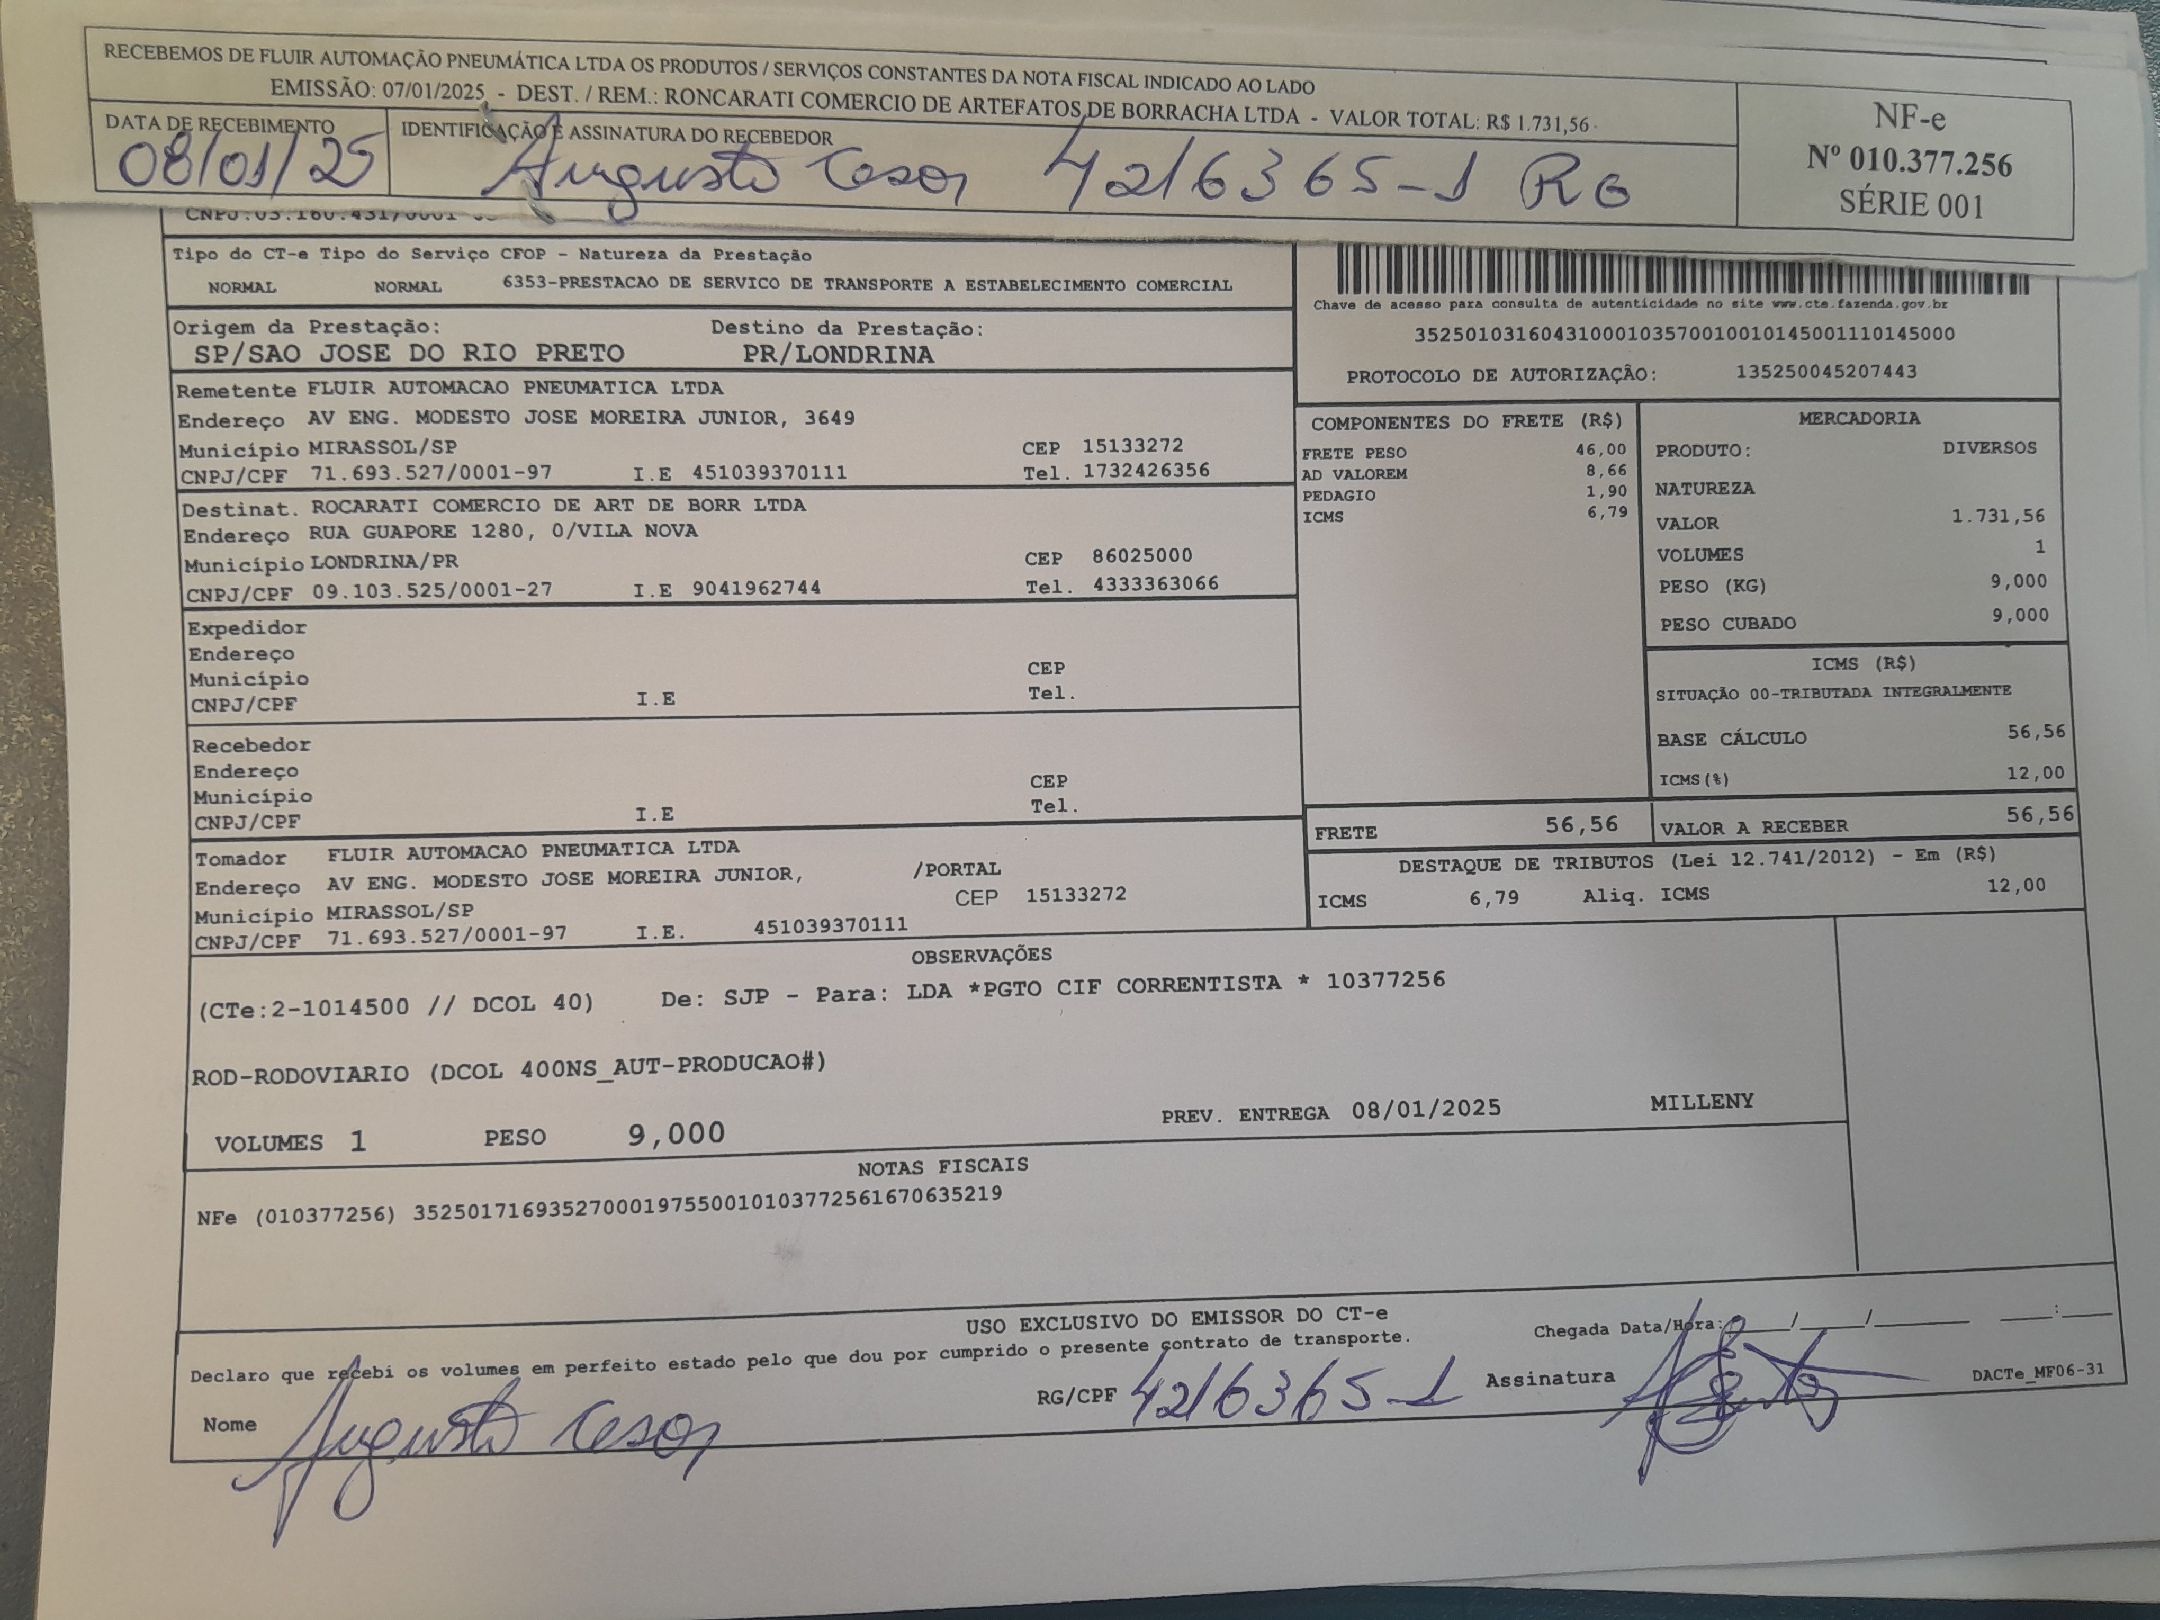 RECEBEMOS DE FLUIR AUTOMAÇÃO PNEUMÁTICA LTDA OS PRODUTOS / SERVIÇOS CONSTANTES DA NOTA FISCAL INDICADO AO LADO
EMISSÃO: 07/01/2025 - DEST. / REM.: RONCARATI COMERCIO DE ARTEFATOS DE BORRACHA LTDA - VALOR TOTAL: R$ 1.731,56
DATA DE RECEBIMENTO
08/01/25
IDENTIFICAÇÃO E ASSINATURA DO RECEBEDOR
Augusto Cesar 4216365-1 RG
NF-e
Nº 010.377.256
SÉRIE 001
CNPJ:03.160.431/0001
Tipo do CT-e Tipo do Serviço CFOP - Natureza da Prestação
NORMAL NORMAL 6353-PRESTACAO DE SERVICO DE TRANSPORTE A ESTABELECIMENTO COMERCIAL
Origem da Prestação: Destino da Prestação:
SP/SAO JOSE DO RIO PRETO PR/LONDRINA
Chave de acesso para consulta de autenticidade no site www.cte.fazenda.gov.br
35250103160431000103570010010145001110145000
PROTOCOLO DE AUTORIZAÇÃO: 135250045207443
Remetente FLUIR AUTOMACAO PNEUMATICA LTDA
Endereço AV ENG. MODESTO JOSE MOREIRA JUNIOR, 3649
Município MIRASSOL/SP CEP 15133272
CNPJ/CPF 71.693.527/0001-97 I.E 451039370111 Tel. 1732426356
Destinat. ROCARATI COMERCIO DE ART DE BORR LTDA
Endereço RUA GUAPORE 1280, 0/VILA NOVA
Município LONDRINA/PR CEP 86025000
CNPJ/CPF 09.103.525/0001-27 I.E 9041962744 Tel. 4333363066
Expedidor
Endereço
Município CEP
CNPJ/CPF I.E Tel.
Recebedor
Endereço
Município CEP
CNPJ/CPF I.E Tel.
Tomador FLUIR AUTOMACAO PNEUMATICA LTDA
Endereço AV ENG. MODESTO JOSE MOREIRA JUNIOR, /PORTAL
Município MIRASSOL/SP CEP 15133272
CNPJ/CPF 71.693.527/0001-97 I.E. 451039370111
COMPONENTES DO FRETE (R$)
FRETE PESO 46,00
AD VALOREM 8,66
PEDAGIO 1,90
ICMS 6,79
MERCADORIA
PRODUTO: DIVERSOS
NATUREZA
VALOR 1.731,56
VOLUMES 1
PESO (KG) 9,000
PESO CUBADO 9,000
ICMS (R$)
SITUAÇÃO 00-TRIBUTADA INTEGRALMENTE
BASE CÁLCULO 56,56
ICMS(%) 12,00
FRETE 56,56 VALOR A RECEBER 56,56
DESTAQUE DE TRIBUTOS (Lei 12.741/2012) - Em (R$)
ICMS 6,79 Aliq. ICMS 12,00
OBSERVAÇÕES
(CTe:2-1014500 // DCOL 40) De: SJP - Para: LDA *PGTO CIF CORRENTISTA * 10377256
ROD-RODOVIARIO (DCOL 400NS_AUT-PRODUCAO#)
VOLUMES 1 PESO 9,000 PREV. ENTREGA 08/01/2025 MILLENY
NOTAS FISCAIS
NFe (010377256) 35250171693527000197550010103772561670635219
USO EXCLUSIVO DO EMISSOR DO CT-e
Declaro que recebi os volumes em perfeito estado pelo que dou por cumprido o presente contrato de transporte.
Chegada Data/Hora: ____/____/______ ___:___
Nome Augusto Cesar RG/CPF 4216365-1 Assinatura
DACTe_MF06-31